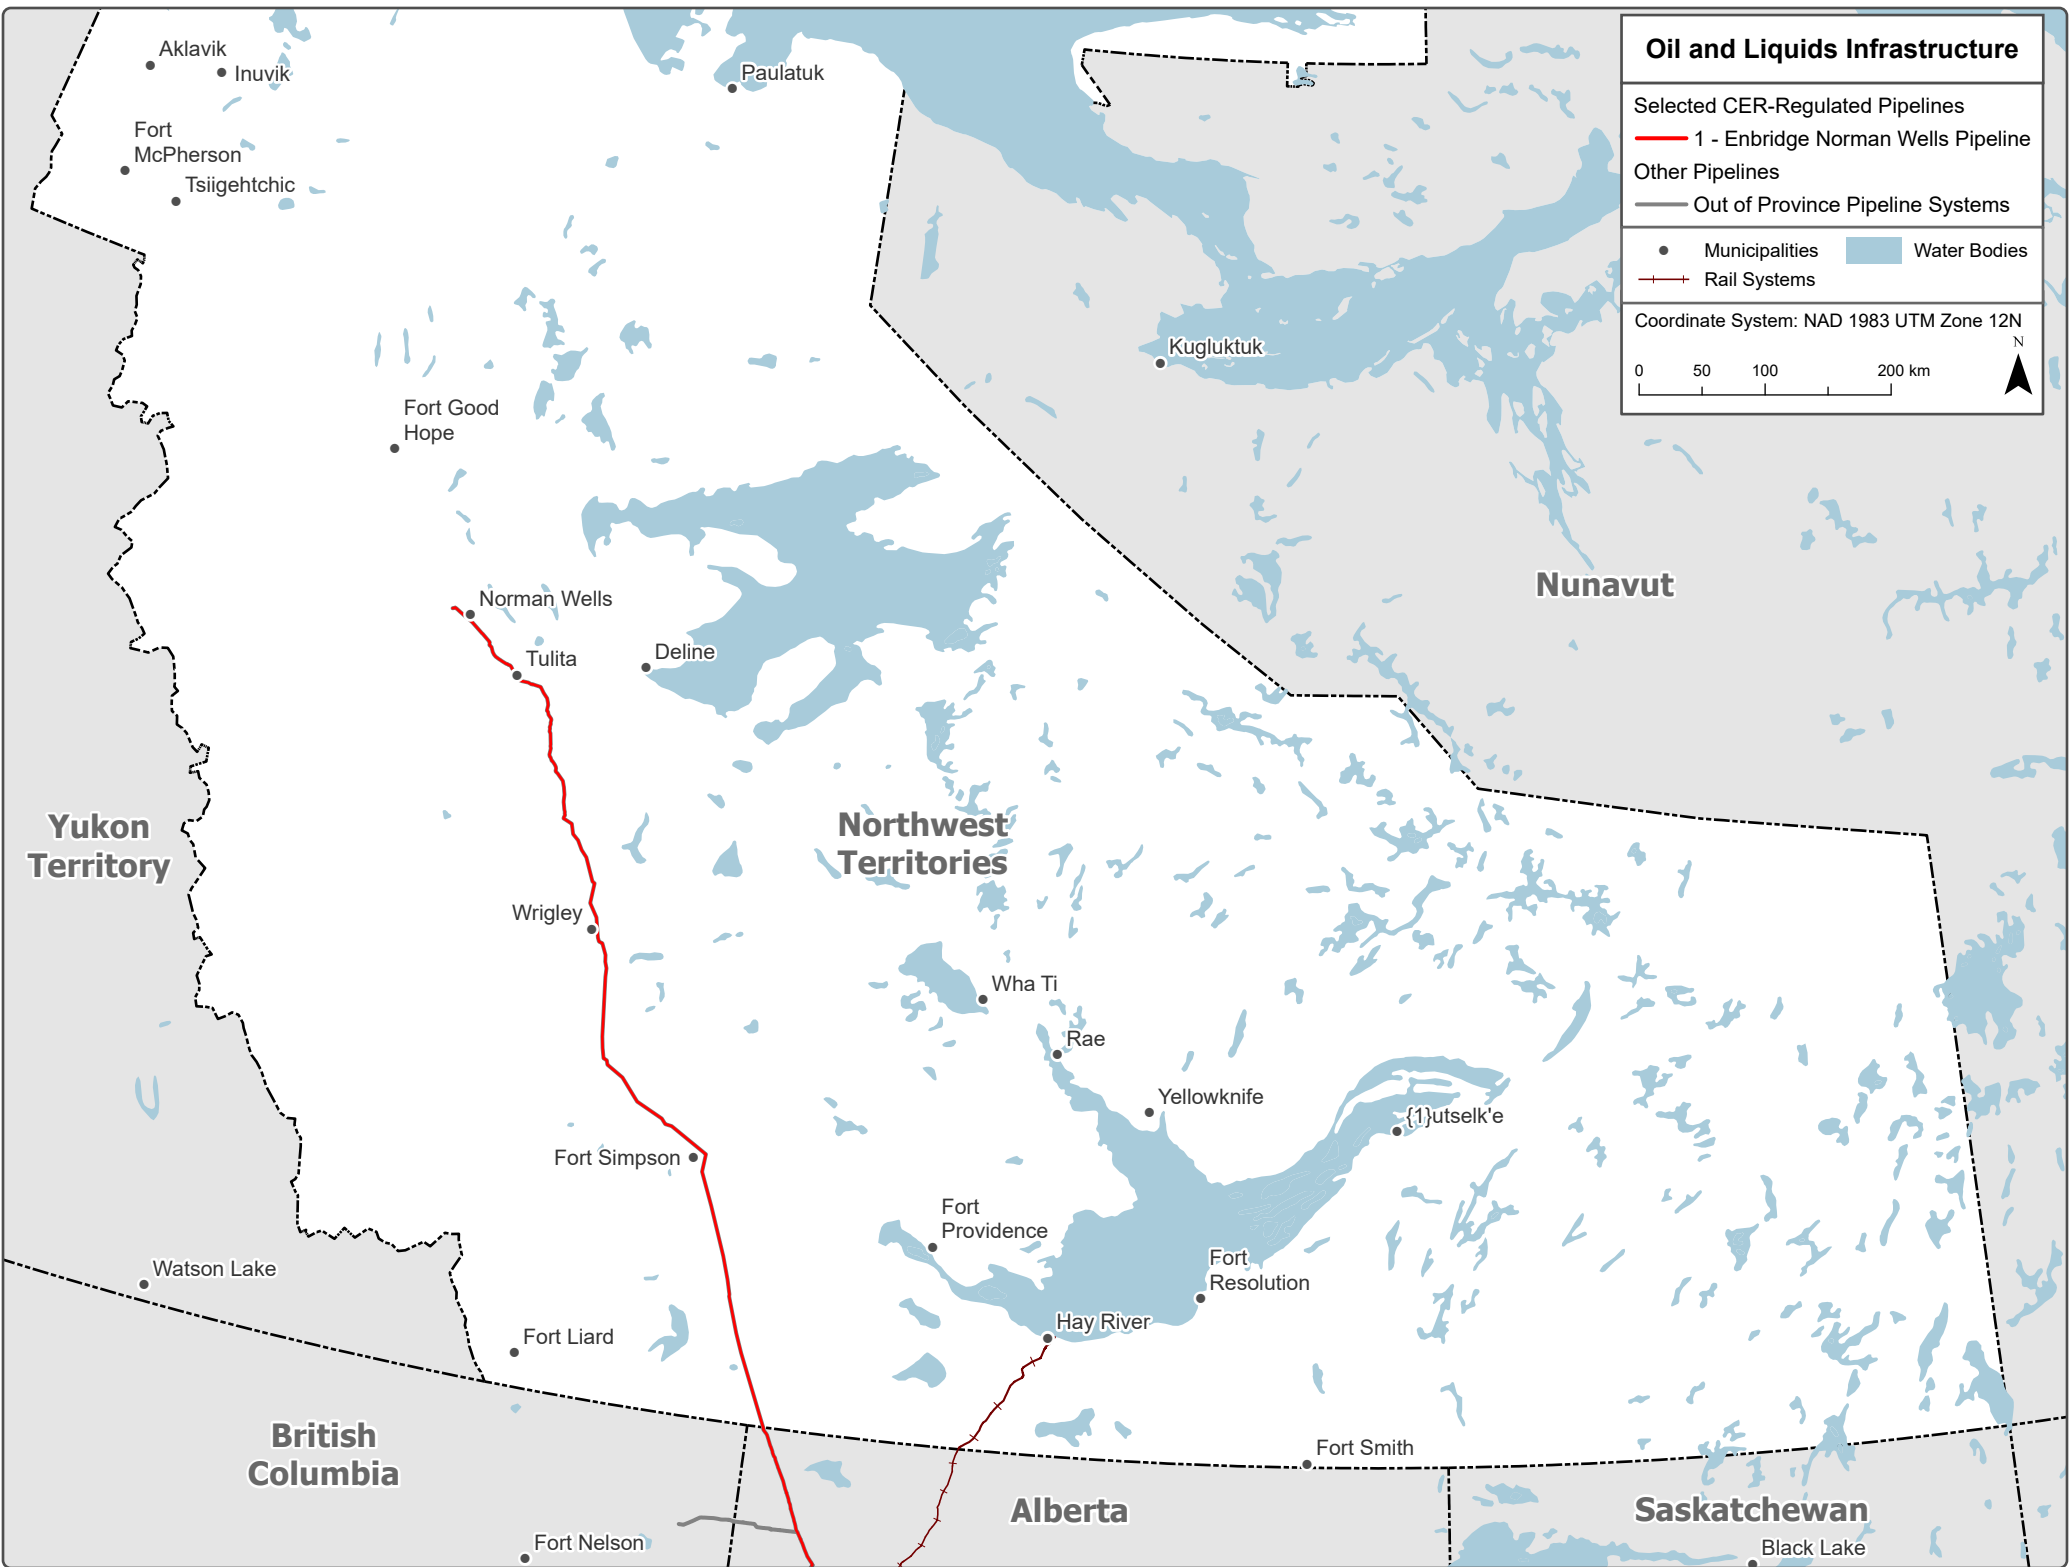 Oil and Liquids Infrastructure
Selected CER-Regulated Pipelines
1 - Enbridge Norman Wells Pipeline
Other Pipelines
Out of Province Pipeline Systems
Municipalities
Water Bodies
Rail Systems
Coordinate System: NAD 1983 UTM Zone 12N
N
0 50 100 200 km
Aklavik
Inuvik
Paulatuk
Fort
McPherson
Tsiigehtchic
Kugluktuk
Fort Good
Hope
Nunavut
Norman Wells
Tulita
Deline
Yukon
Territory
Northwest
Territories
Wrigley
Wha Ti
Rae
Yellowknife
{1}utselk'e
Fort Simpson
Fort
Providence
Fort
Resolution
Watson Lake
Hay River
Fort Liard
British
Columbia
Fort Smith
Alberta
Saskatchewan
Fort Nelson
Black Lake